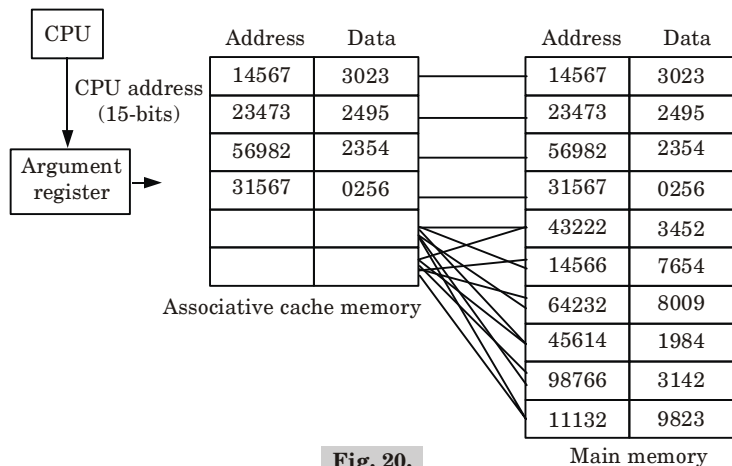 CPU
CPU address
(15-bits)
Argument
register
Address Data
14567 3023
23473 2495
56982 2354
31567 0256
Associative cache memory
Address Data
14567 3023
23473 2495
56982 2354
31567 0256
43222 3452
14566 7654
64232 8009
45614 1984
98766 3142
11132 9823
Main memory
Fig. 20.